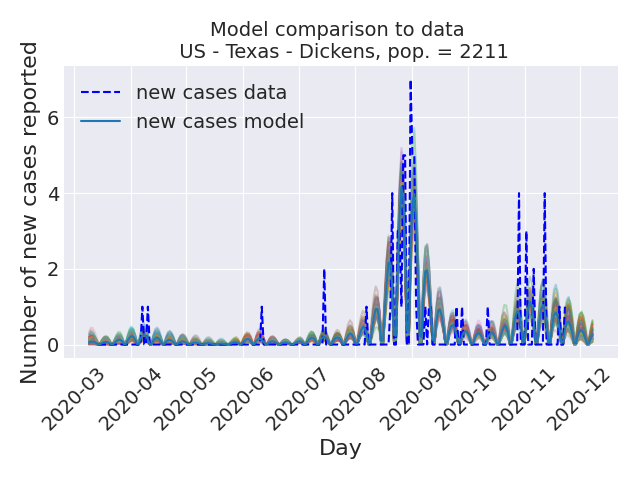 Model comparison to data
US - Texas - Dickens, pop. = 2211
Number of new cases reported
6
4
2
0
new cases data
new cases model
2020-03
2020-04
2020-05
2020-06
2020-07
2020-08
2020-09
2020-10
2020-11
2020-12
Day